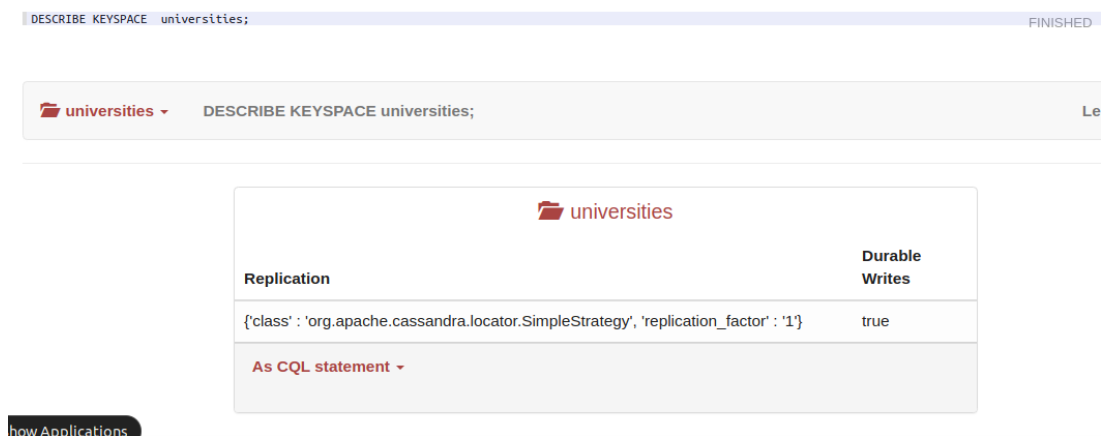 DESCRIBE KEYSPACE  universities;
FINISHED
universities DESCRIBE KEYSPACE universities; Le
universities
Replication Durable Writes
{'class' : 'org.apache.cassandra.locator.SimpleStrategy', 'replication_factor' : '1'} true
As CQL statement
how Applications